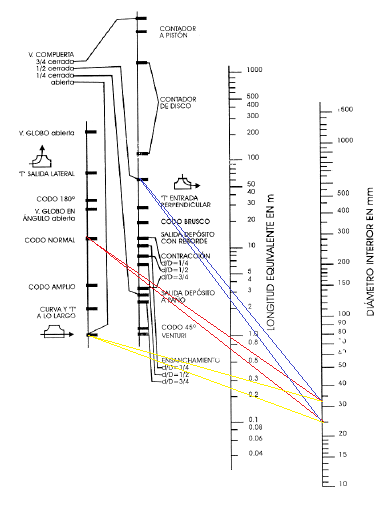 CONTADOR
A PISTÓN
V. COMPUERTA
3/4 cerrada
1/2 cerrada
1/4 cerrada
abierta
CONTADOR
DE DISCO
V. GLOBO abierta
'T' SALIDA LATERAL
CODO 180º
V. GLOBO EN
ÁNGULO abierta
CODO NORMAL
CODO AMPLIO
CURVA Y 'T'
A LO LARGO
'T' ENTRADA
PERPENDICULAR
CODO BRUSCO
SALIDA DEPÓSITO
CON REBORDE
CONTRACCIÓN
d/D=1/4
d/D=1/2
d/D=3/4
SALIDA DEPÓSITO
A LANO
CODO 45º
VENTURI
ENSANCHAMIENTO
d/D=1/4
d/D=1/2
d/D=3/4
1000
500
400
300
200
100
50
40
30
20
10
5
4
3
2
1.0
0.8
0.5
0.3
0.2
0.1
0.08
0.06
0.04
LONGITUD EQUIVALENTE EN m
1000
500
400
300
200
150
100
90
80
50
40
30
20
15
10
DIÁMETRO INTERIOR EN mm